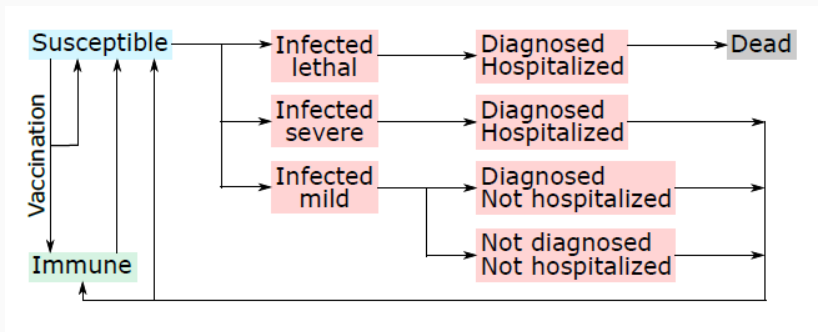 Susceptible
Infected
lethal
Diagnosed
Hospitalized
Dead
Infected
severe
Diagnosed
Hospitalized
Infected
mild
Diagnosed
Not hospitalized
Not diagnosed
Not hospitalized
Vaccination
Immune